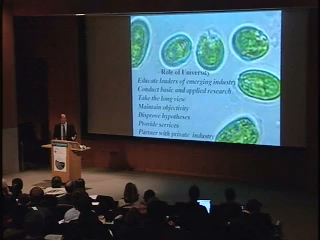 Role of University
Educate leaders of emerging industry
Conduct basic and applied research
Take the long view
Maintain objectivity
Disprove hypotheses
Provide services
Partner with private industry